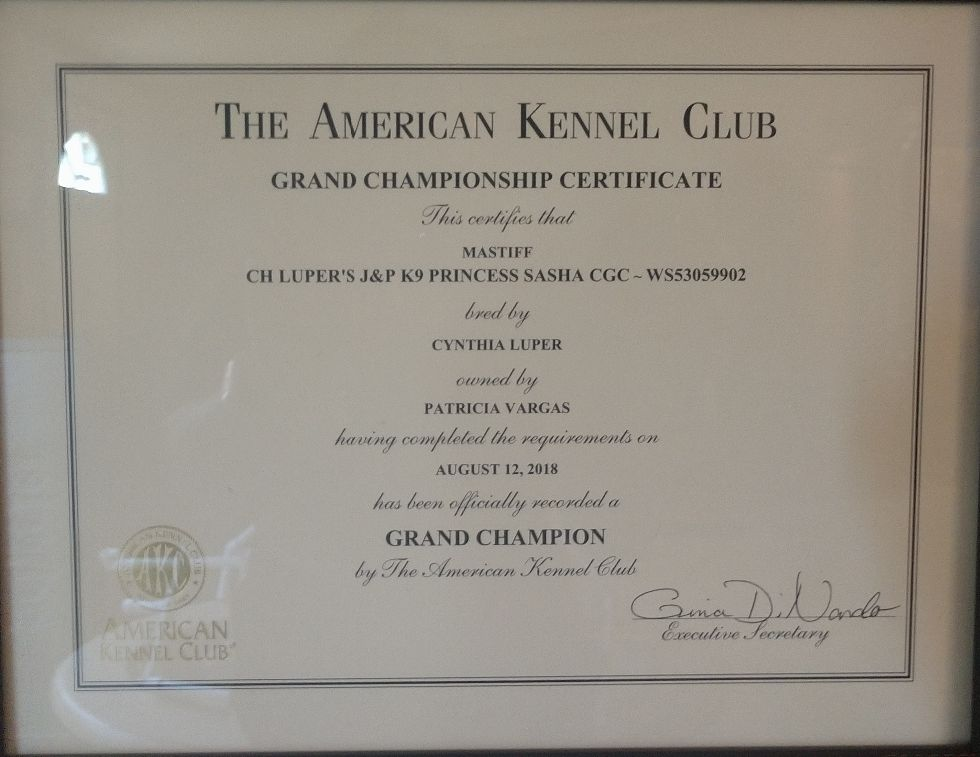 THE AMERICAN KENNEL CLUB
GRAND CHAMPIONSHIP CERTIFICATE
This certifies that
MASTIFF
CH LUPER'S J&P K9 PRINCESS SASHA CGC ~ WS53059902
bred by
CYNTHIA LUPER
owned by
PATRICIA VARGAS
having completed the requirements on
AUGUST 12, 2018
has been officially recorded a
GRAND CHAMPION
by The American Kennel Club
Gina DiNardo
Executive Secretary
AKC
AMERICAN
KENNEL CLUB®